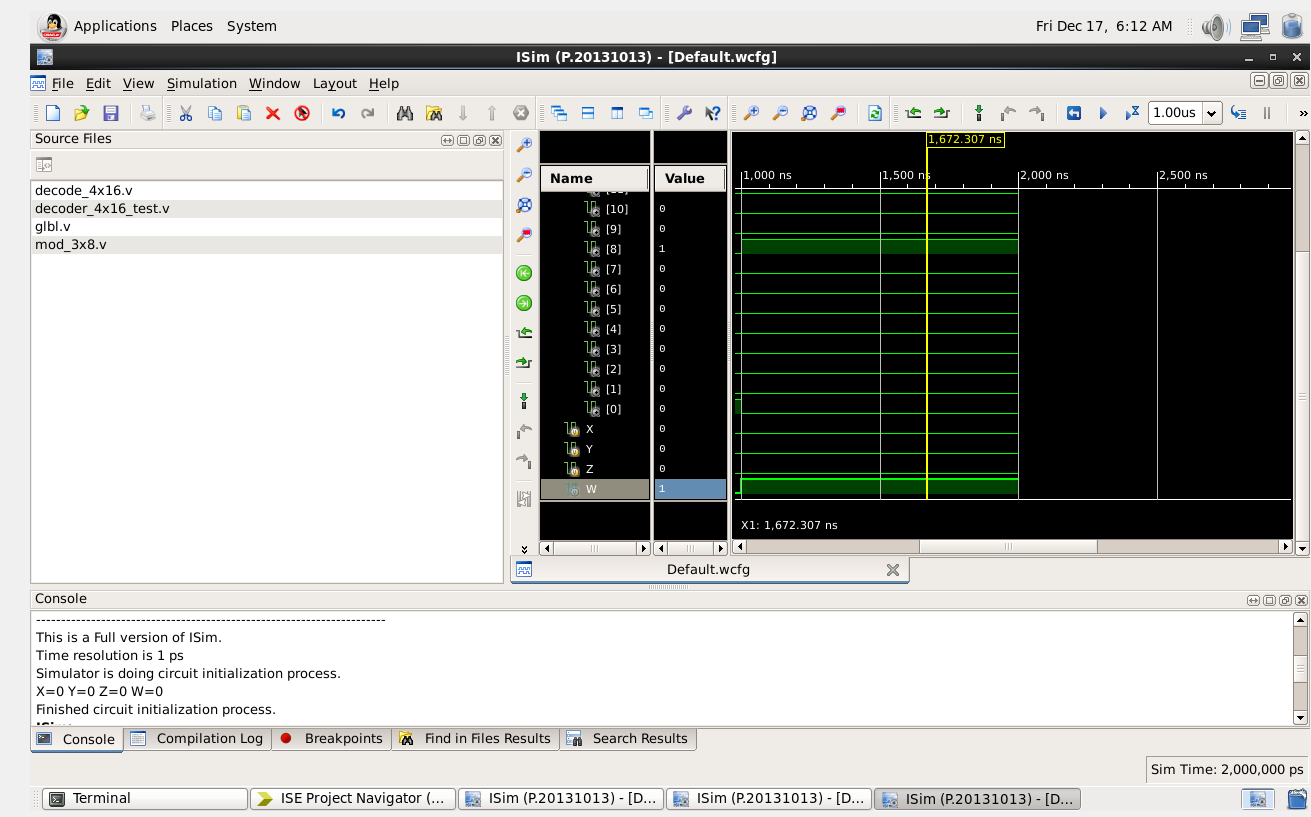 Applications Places System Fri Dec 17, 6:12 AM
ISim (P.20131013) - [Default.wcfg]
File Edit View Simulation Window Layout Help
1.00us
»
Source Files
decode_4x16.v
decoder_4x16_test.v
glbl.v
mod_3x8.v
Name Value
1,672.307 ns
1,000 ns 1,500 ns 2,000 ns 2,500 ns
[10] 0
[9] 0
[8] 1
[7] 0
[6] 0
[5] 0
[4] 0
[3] 0
[2] 0
[1] 0
[0] 0
X 0
Y 0
Z 0
W 1
X1: 1,672.307 ns
Default.wcfg
Console
----------------------------------------------------------------------
This is a Full version of ISim.
Time resolution is 1 ps
Simulator is doing circuit initialization process.
X=0 Y=0 Z=0 W=0
Finished circuit initialization process.
Console Compilation Log Breakpoints Find in Files Results Search Results
Sim Time: 2,000,000 ps
Terminal ISE Project Navigator (... ISim (P.20131013) - [D... ISim (P.20131013) - [D... ISim (P.20131013) - [D...